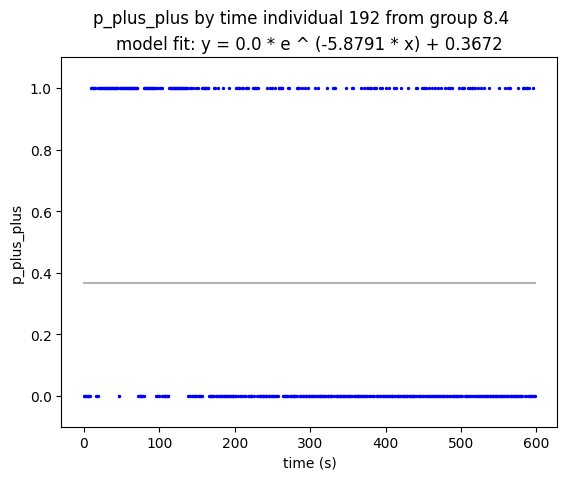 p_plus_plus by time individual 192 from group 8.4
model fit: y = 0.0 * e ^ (-5.8791 * x) + 0.3672
1.0
0.8
0.6
0.4
0.2
0.0
p_plus_plus
0 100 200 300 400 500 600
time (s)